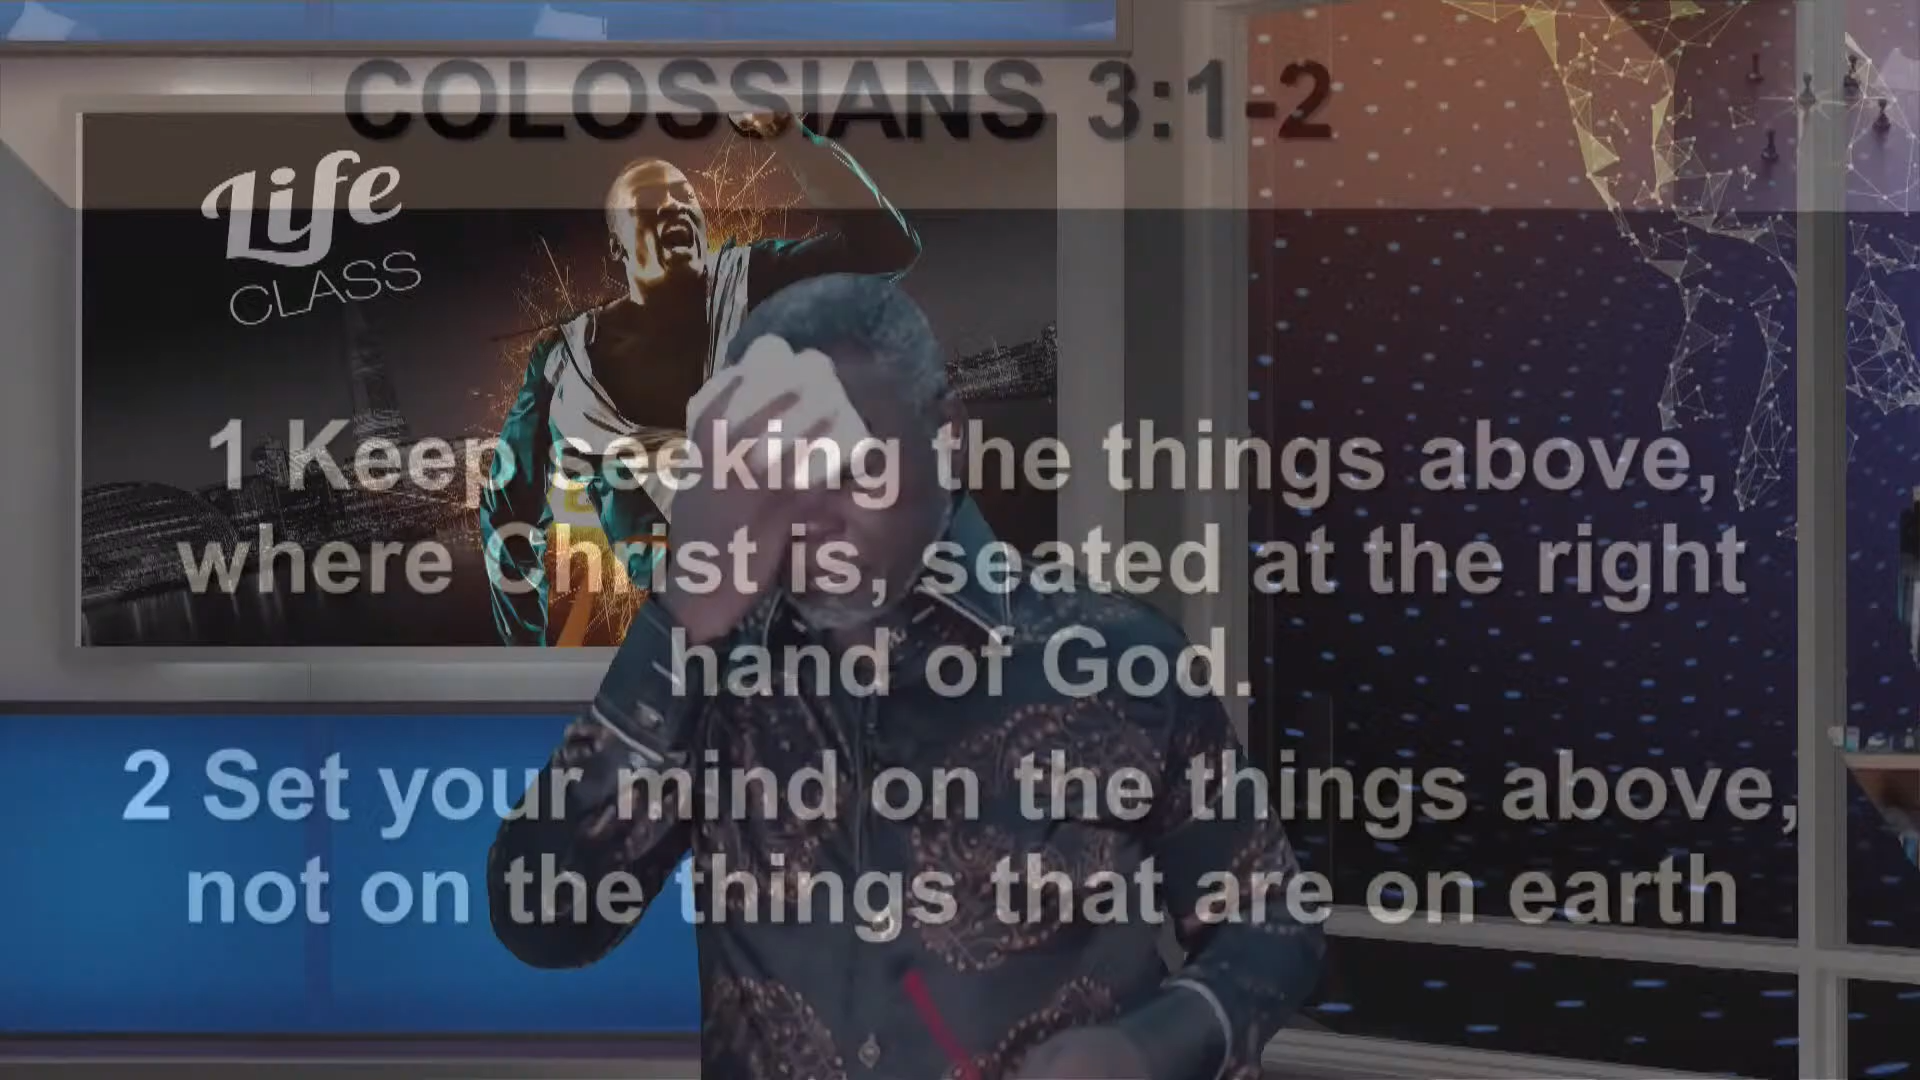 COLOSSIANS 3:1-2
Life
CLASS
1 Keep seeking the things above,
where Christ is, seated at the right
hand of God.
2 Set your mind on the things above,
not on the things that are on earth